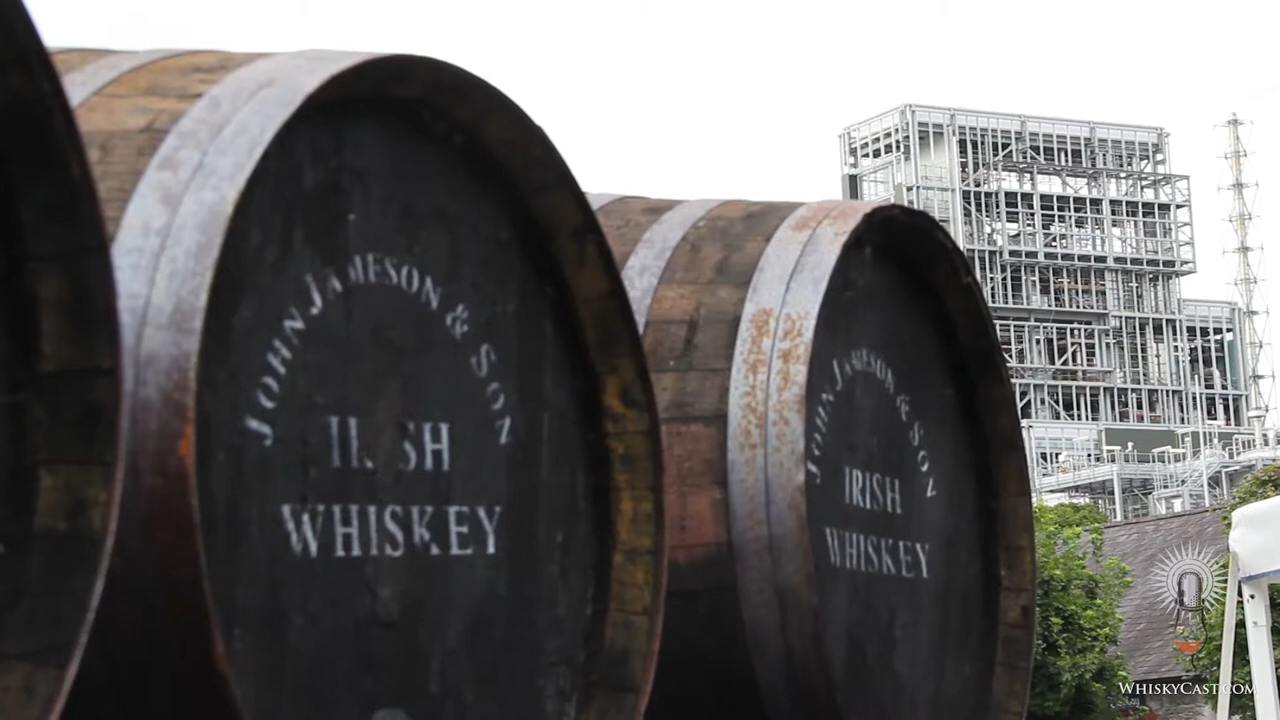 JOHN JAMESON & SON
WHISKEY
JOHN JAMESON & SON
IRISH
WHISKEY
WHISKYCAST.COM